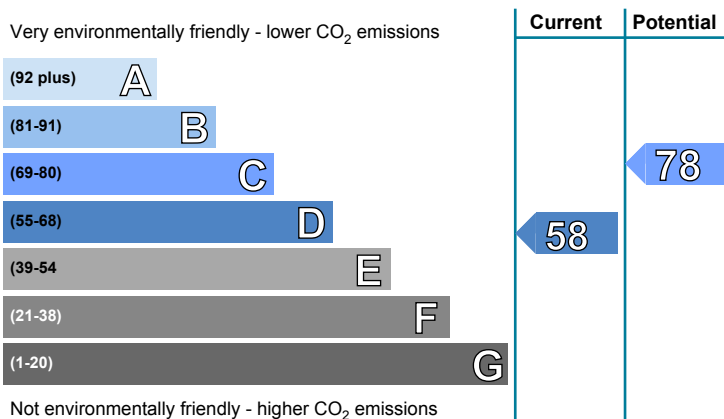 Very environmentally friendly - lower CO2 emissions
Current Potential
(92 plus) A
(81-91) B
(69-80) C
78
(55-68) D
58
(39-54 E
(21-38) F
(1-20) G
Not environmentally friendly - higher CO2 emissions